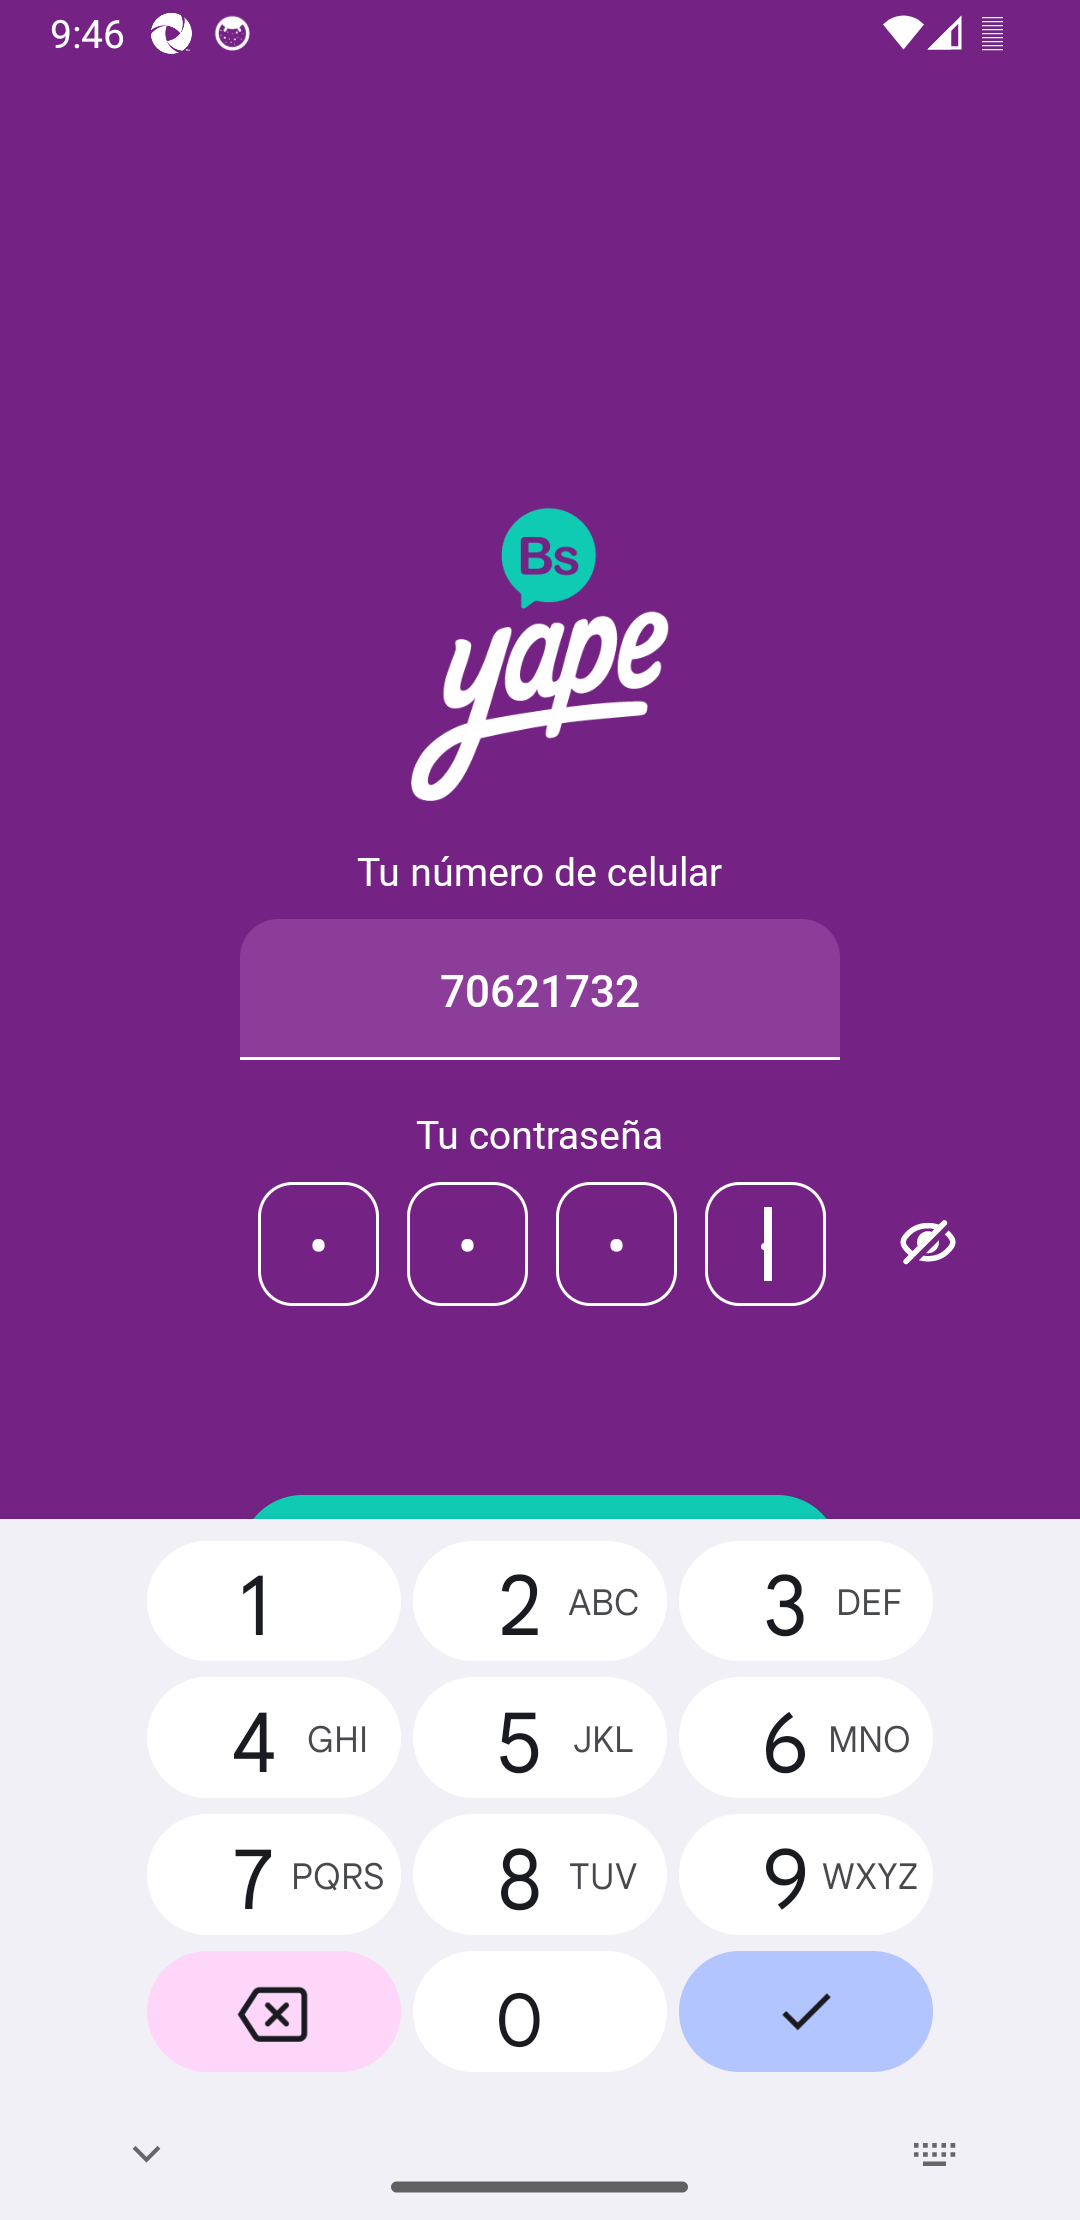 9:46
Bs
yape
Tu número de celular
70621732
Tu contraseña
1
2 ABC
3 DEF
4 GHI
5 JKL
6 MNO
7 PQRS
8 TUV
9 WXYZ
0